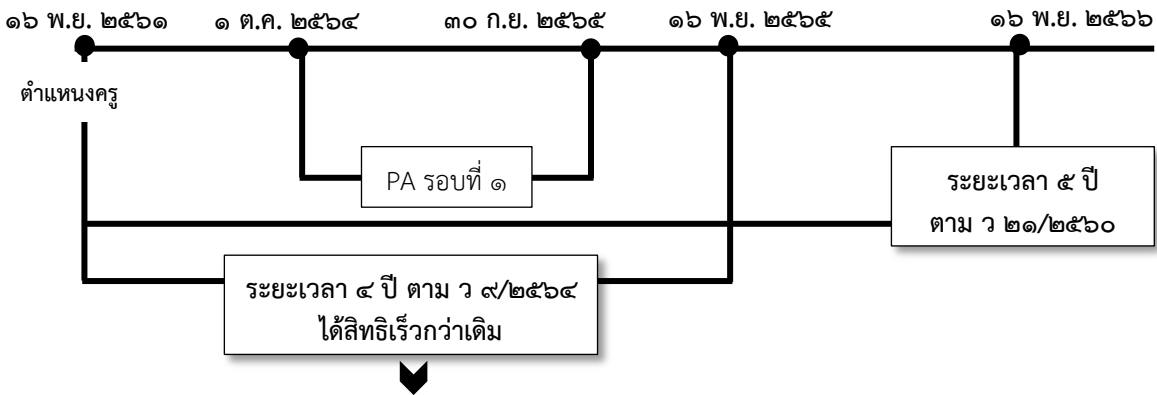 ๑๖ พ.ย. ๒๕๖๑ ๑ ต.ค. ๒๕๖๔ ๓๐ ก.ย. ๒๕๖๕ ๑๖ พ.ย. ๒๕๖๕ ๑๖ พ.ย. ๒๕๖๖
ตำแหนงครู
PA รอบที่ ๑
ระยะเวลา ๕ ปี
ตาม ว ๒๑/๒๕๖๐
ระยะเวลา ๔ ปี ตาม ว ๙/๒๕๖๔
ได้สิทธิเร็วกว่าเดิม